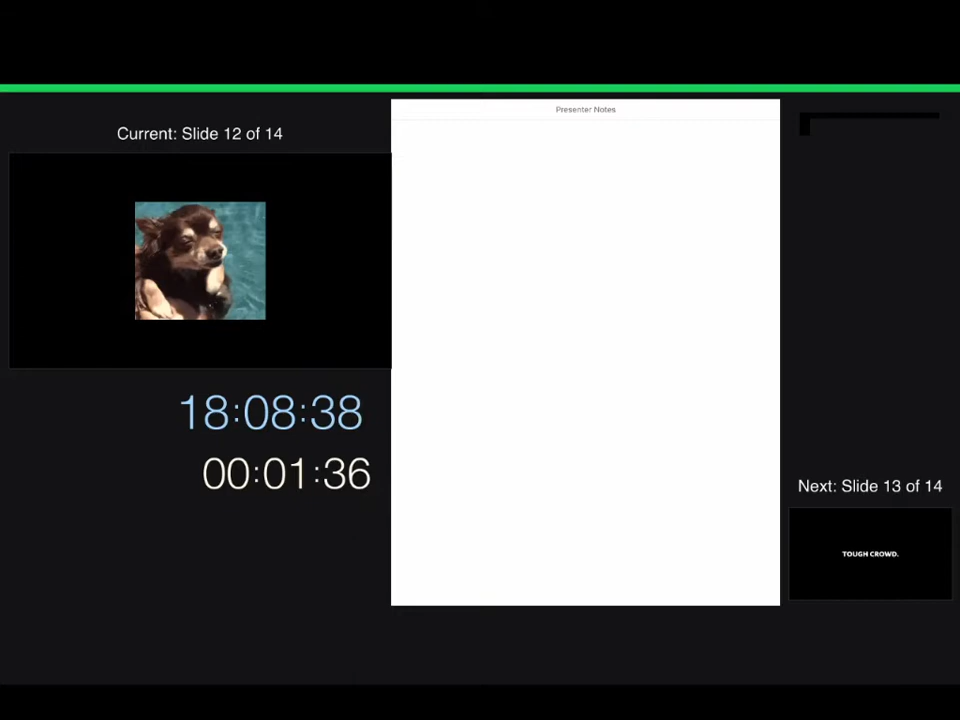 Presenter Notes
Current: Slide 12 of 14
18:08:38
00:01:36
Next: Slide 13 of 14
TOUGH CROWD.